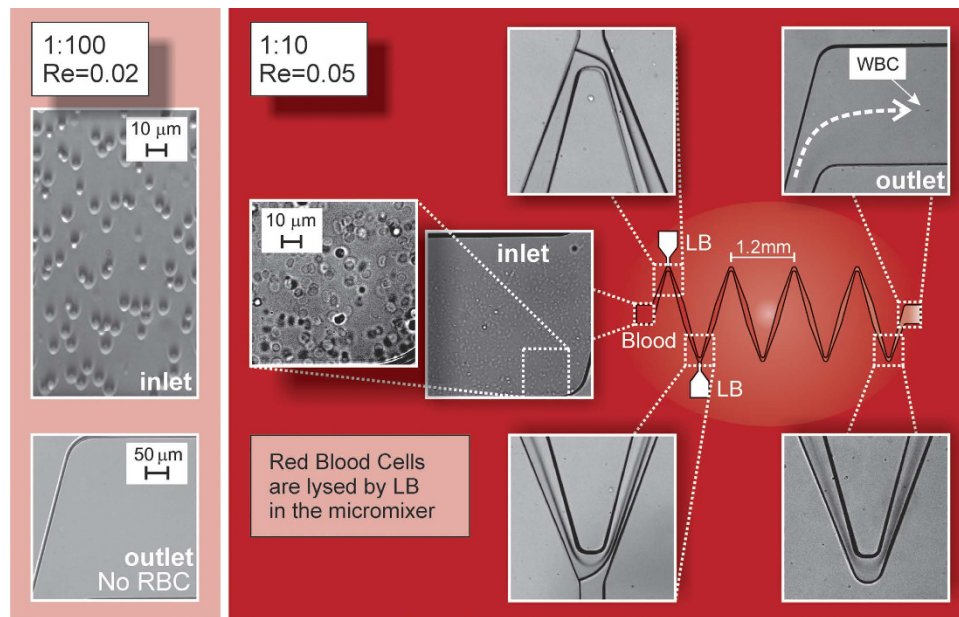 1:100
Re=0.02
10 μm
inlet
50 μm
outlet
No RBC
1:10
Re=0.05
10 μm
inlet
Blood
LB
1.2mm
LB
WBC
outlet
Red Blood Cells
are lysed by LB
in the micromixer